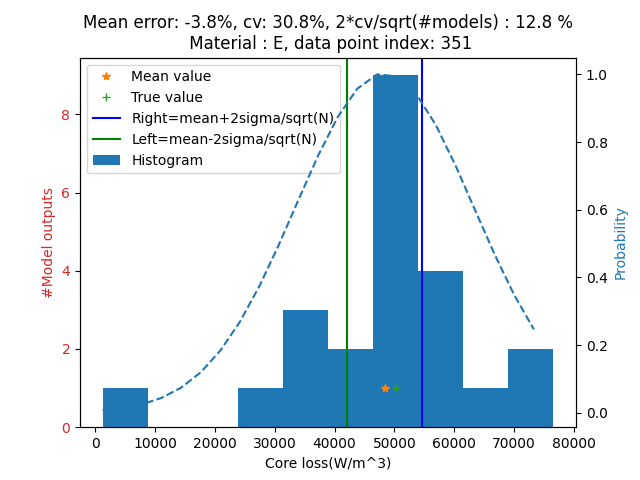 Mean error: -3.8%, cv: 30.8%, 2*cv/sqrt(#models) : 12.8 %
Material : E, data point index: 351
Mean value
True value
Right=mean+2sigma/sqrt(N)
Left=mean-2sigma/sqrt(N)
Histogram
#Model outputs
0
2
4
6
8
Probability
0.0
0.2
0.4
0.6
0.8
1.0
0
10000
20000
30000
40000
50000
60000
70000
80000
Core loss(W/m^3)